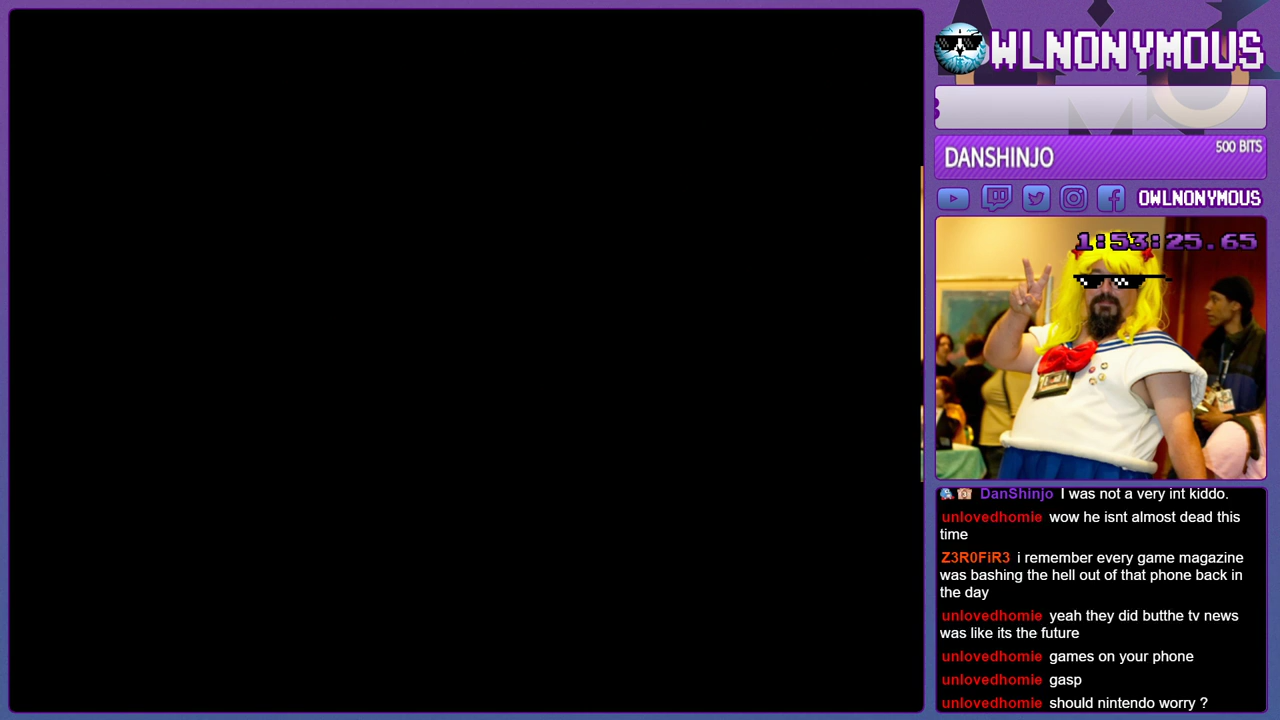 WLNONYMOUS
DANSHINJO
500 BITS
OWLNONYMOUS
1:53:25.65
DanShinjo I was not a very int kiddo.
unlovedhomie wow he isnt almost dead this
time
Z3R0FiR3 i remember every game magazine
was bashing the hell out of that phone back in
the day
unlovedhomie yeah they did butthe tv news
was like its the future
unlovedhomie games on your phone
unlovedhomie gasp
unlovedhomie should nintendo worry ?